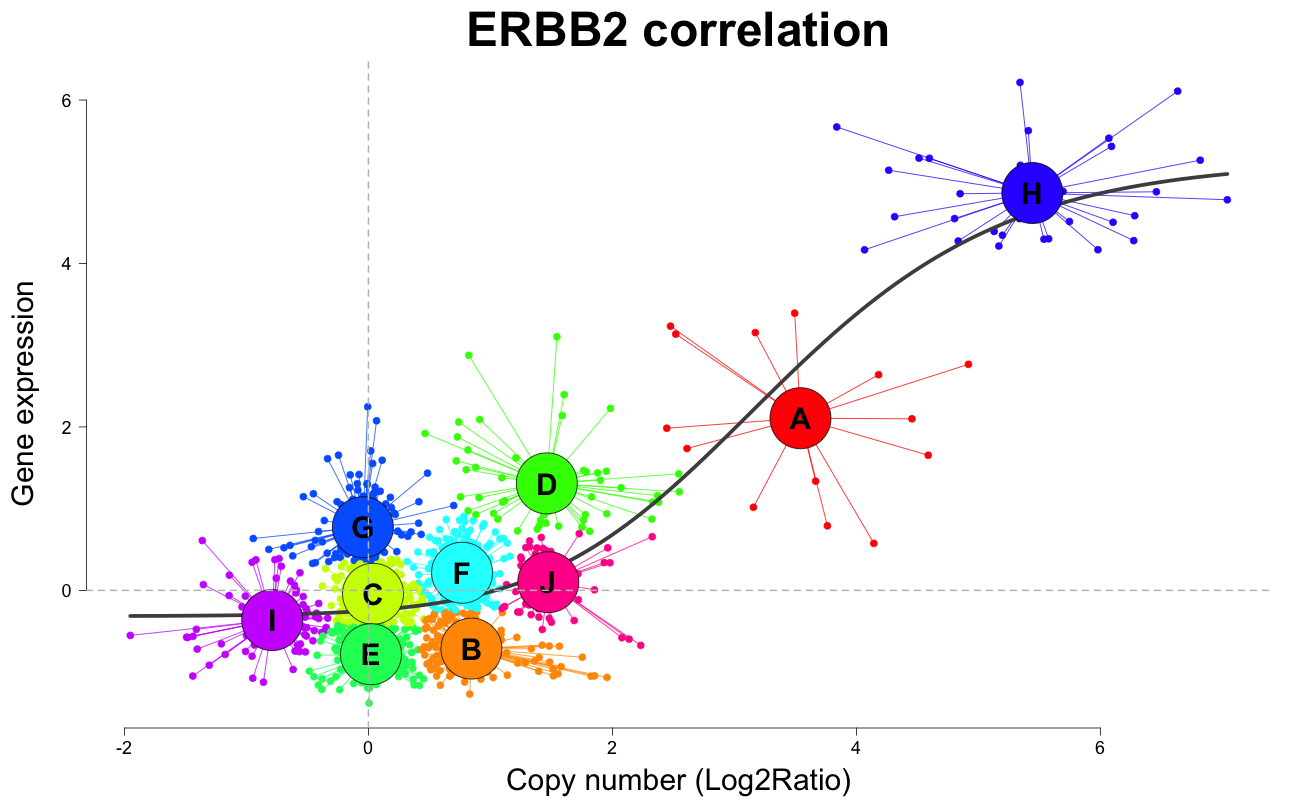 ERBB2 correlation
6
4
2
0
Gene expression
H
A
D
G
F
C
J
I
E
B
-2 0 2 4 6
Copy number (Log2Ratio)